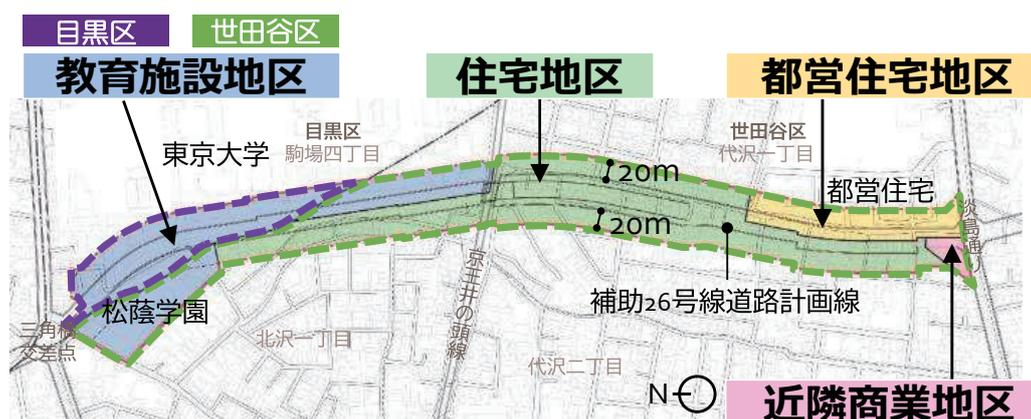 目黒区
世田谷区
教育施設地区
住宅地区
都営住宅地区
東京大学
目黒区
駒場四丁目
世田谷区
代沢一丁目
20m
20m
都営住宅
淡島通り
補助26号線道路計画線
松蔭学園
三角橋
交差点
北沢一丁目
京王井の頭線
代沢二丁目
N
近隣商業地区